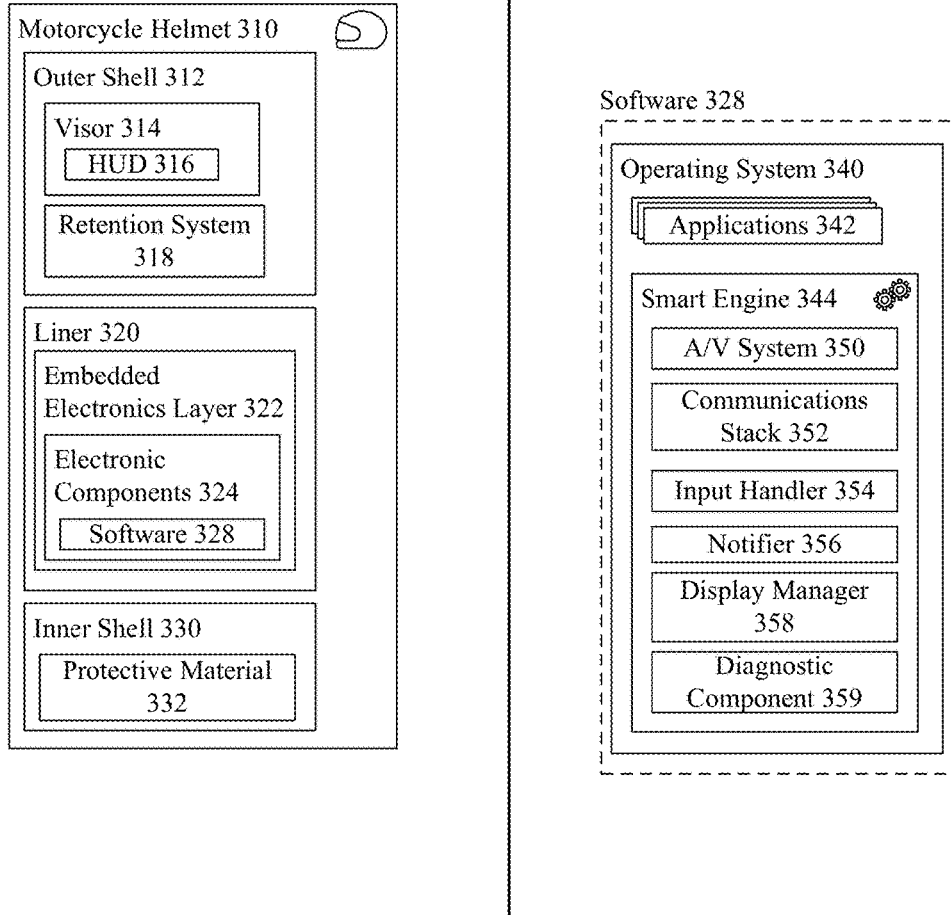 Motorcycle Helmet 310
Outer Shell 312
Visor 314
HUD 316
Retention System
318
Liner 320
Embedded
Electronics Layer 322
Electronic
Components 324
Software 328
Inner Shell 330
Protective Material
332
Software 328
Operating System 340
Applications 342
Smart Engine 344
A/V System 350
Communications
Stack 352
Input Handler 354
Notifier 356
Display Manager
358
Diagnostic
Component 359